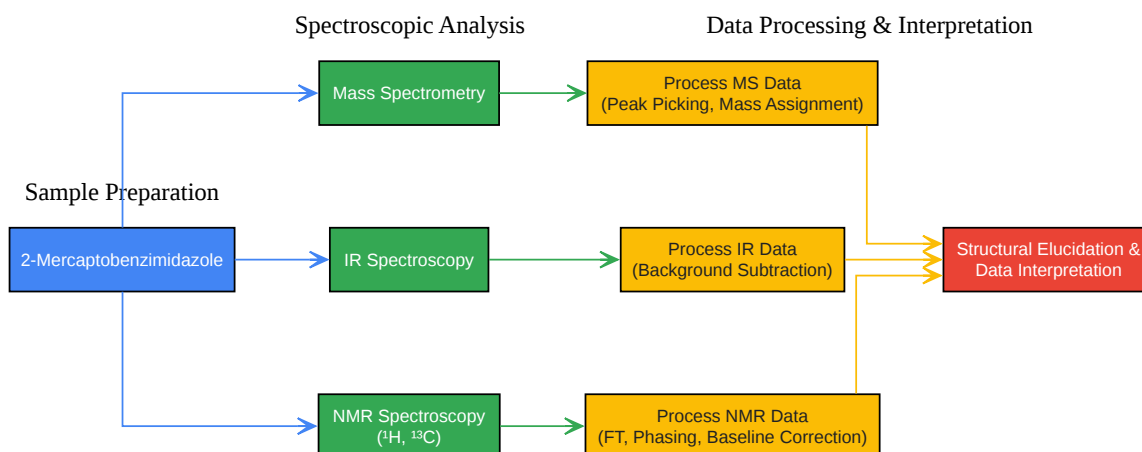 Spectroscopic Analysis
Data Processing & Interpretation
Mass Spectrometry
Process MS Data
(Peak Picking, Mass Assignment)
Sample Preparation
2-Mercaptobenzimidazole
IR Spectroscopy
Process IR Data
(Background Subtraction)
Structural Elucidation &
Data Interpretation
NMR Spectroscopy
(¹H, ¹³C)
Process NMR Data
(FT, Phasing, Baseline Correction)